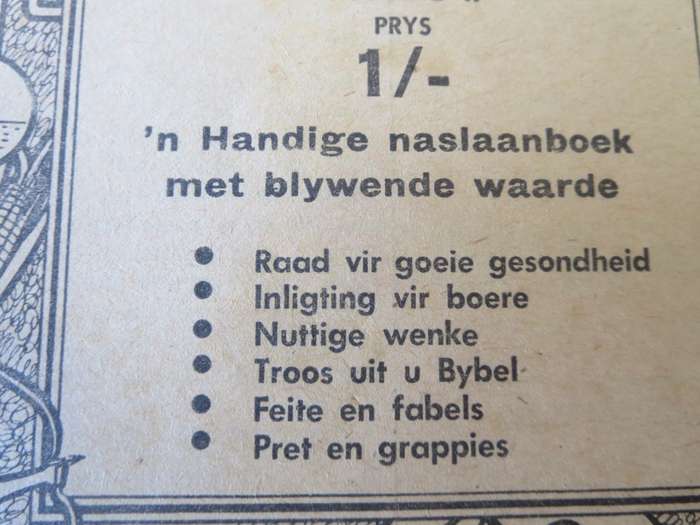 PRYS
1/-
'n Handige naslaanboek
met blywende waarde
• Raad vir goeie gesondheid
• Inligting vir boere
• Nuttige wenke
• Troos uit u Bybel
• Feite en fabels
• Pret en grappies